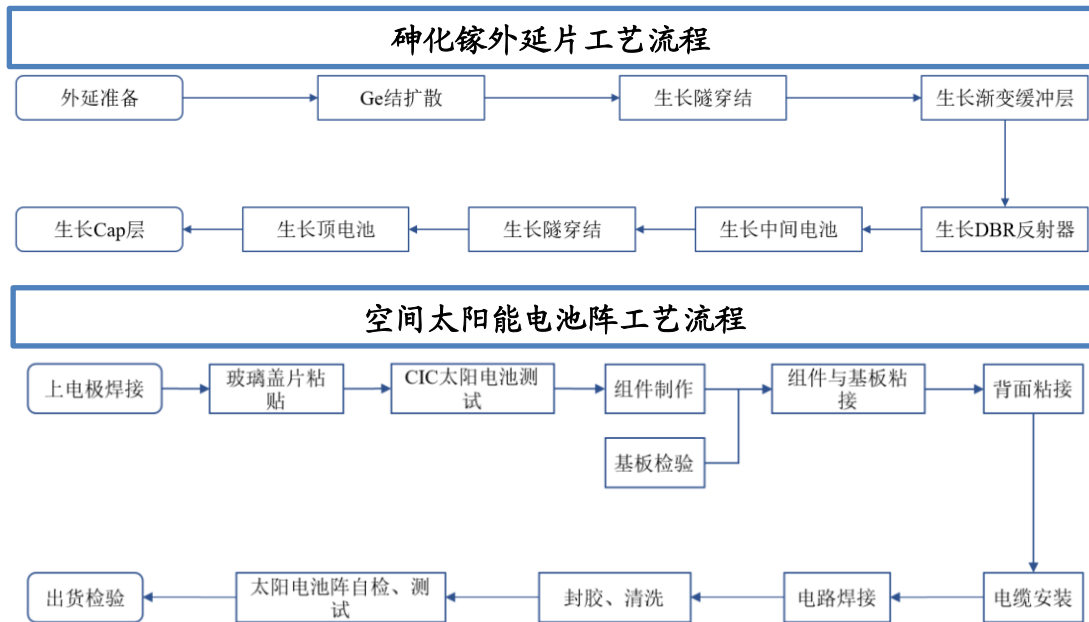 砷化镓外延片工艺流程
外延准备
Ge结扩散
生长隧穿结
生长渐变缓冲层
生长Cap层
生长顶电池
生长隧穿结
生长中间电池
生长DBR反射器
空间太阳能电池阵工艺流程
上电极焊接
玻璃盖片粘
贴
CIC太阳电池测
试
组件制作
组件与基板粘
接
背面粘接
基板检验
出货检验
太阳电池阵自检、测
试
封胶、清洗
电路焊接
电缆安装